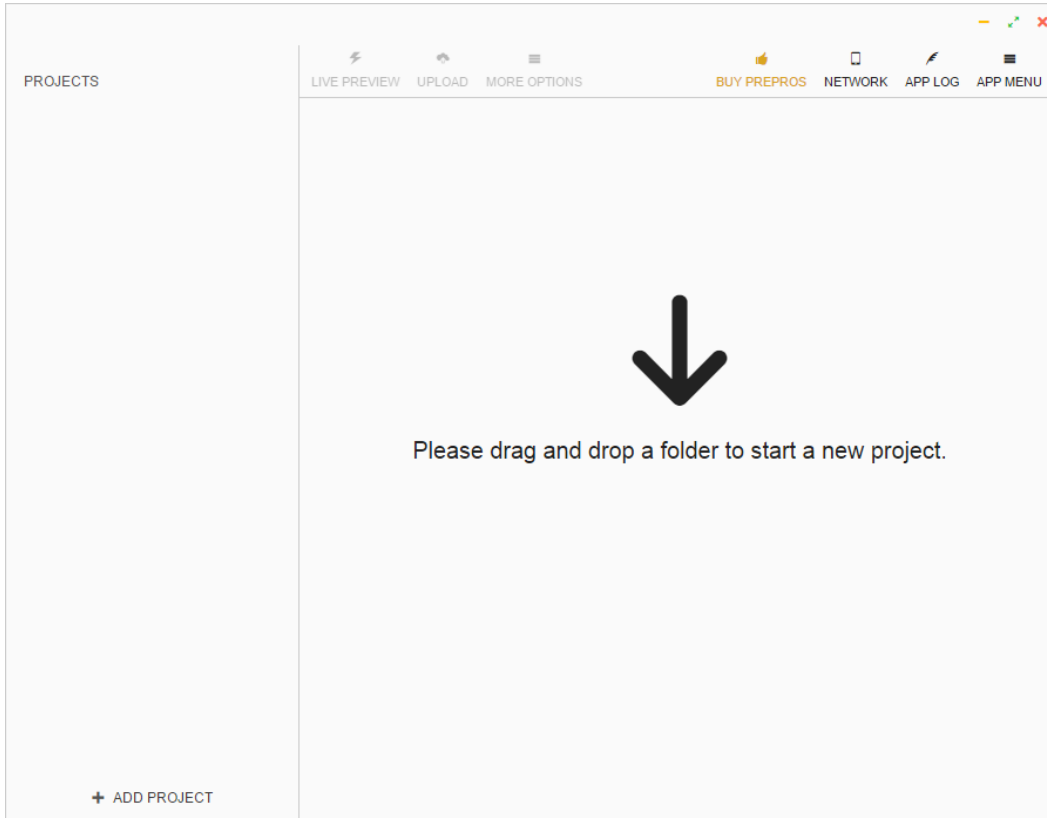 PROJECTS
LIVE PREVIEW UPLOAD MORE OPTIONS BUY PREPROS NETWORK APP LOG APP MENU
Please drag and drop a folder to start a new project.
ADD PROJECT